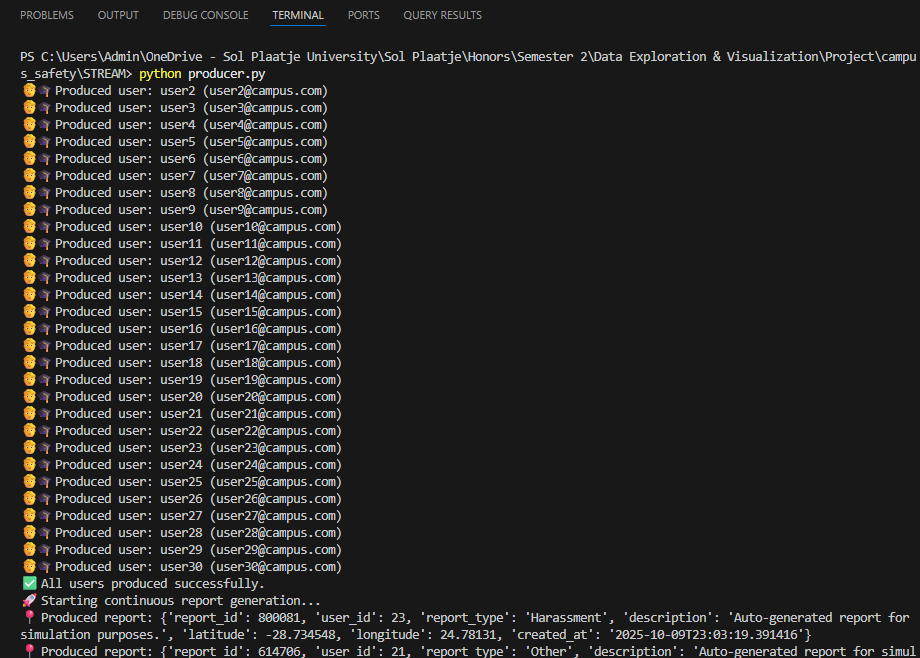 PROBLEMS OUTPUT DEBUG CONSOLE TERMINAL PORTS QUERY RESULTS
PS C:\Users\Admin\OneDrive - Sol Plaatje University\Sol Plaatje\Honors\Semester 2\Data Exploration & Visualization\Project\campu
s_safety\STREAM> python producer.py
👩‍🎓 Produced user: user2 (user2@campus.com)
👩‍🎓 Produced user: user3 (user3@campus.com)
👩‍🎓 Produced user: user4 (user4@campus.com)
👩‍🎓 Produced user: user5 (user5@campus.com)
👩‍🎓 Produced user: user6 (user6@campus.com)
👩‍🎓 Produced user: user7 (user7@campus.com)
👩‍🎓 Produced user: user8 (user8@campus.com)
👩‍🎓 Produced user: user9 (user9@campus.com)
👩‍🎓 Produced user: user10 (user10@campus.com)
👩‍🎓 Produced user: user11 (user11@campus.com)
👩‍🎓 Produced user: user12 (user12@campus.com)
👩‍🎓 Produced user: user13 (user13@campus.com)
👩‍🎓 Produced user: user14 (user14@campus.com)
👩‍🎓 Produced user: user15 (user15@campus.com)
👩‍🎓 Produced user: user16 (user16@campus.com)
👩‍🎓 Produced user: user17 (user17@campus.com)
👩‍🎓 Produced user: user18 (user18@campus.com)
👩‍🎓 Produced user: user19 (user19@campus.com)
👩‍🎓 Produced user: user20 (user20@campus.com)
👩‍🎓 Produced user: user21 (user21@campus.com)
👩‍🎓 Produced user: user22 (user22@campus.com)
👩‍🎓 Produced user: user23 (user23@campus.com)
👩‍🎓 Produced user: user24 (user24@campus.com)
👩‍🎓 Produced user: user25 (user25@campus.com)
👩‍🎓 Produced user: user26 (user26@campus.com)
👩‍🎓 Produced user: user27 (user27@campus.com)
👩‍🎓 Produced user: user28 (user28@campus.com)
👩‍🎓 Produced user: user29 (user29@campus.com)
👩‍🎓 Produced user: user30 (user30@campus.com)
✅ All users produced successfully.
🚀 Starting continuous report generation...
📍 Produced report: {'report_id': 800081, 'user_id': 23, 'report_type': 'Harassment', 'description': 'Auto-generated report for
simulation purposes.', 'latitude': -28.734548, 'longitude': 24.78131, 'created_at': '2025-10-09T23:03:19.391416'}
📍 Produced report: {'report_id': 614706, 'user_id': 21, 'report_type': 'Other', 'description': 'Auto-generated report for simul